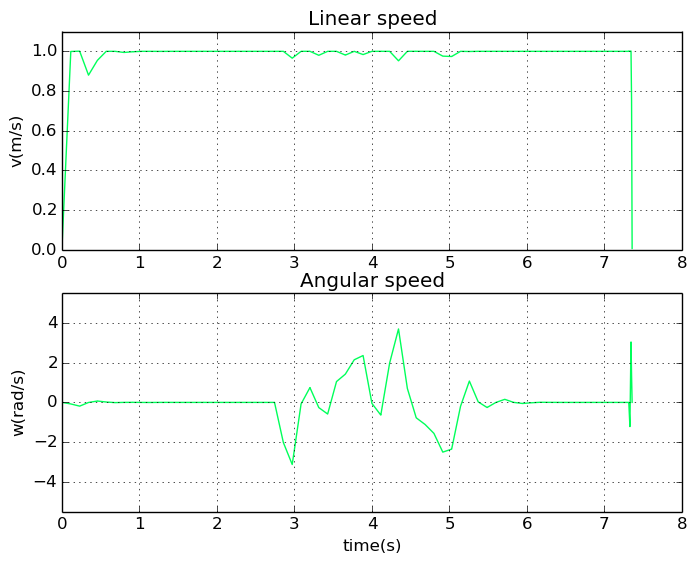 Linear speed
v(m/s)
1.0
0.8
0.6
0.4
0.2
0.0
0 1 2 3 4 5 6 7 8
Angular speed
w(rad/s)
4
2
0
−2
−4
0 1 2 3 4 5 6 7 8
time(s)